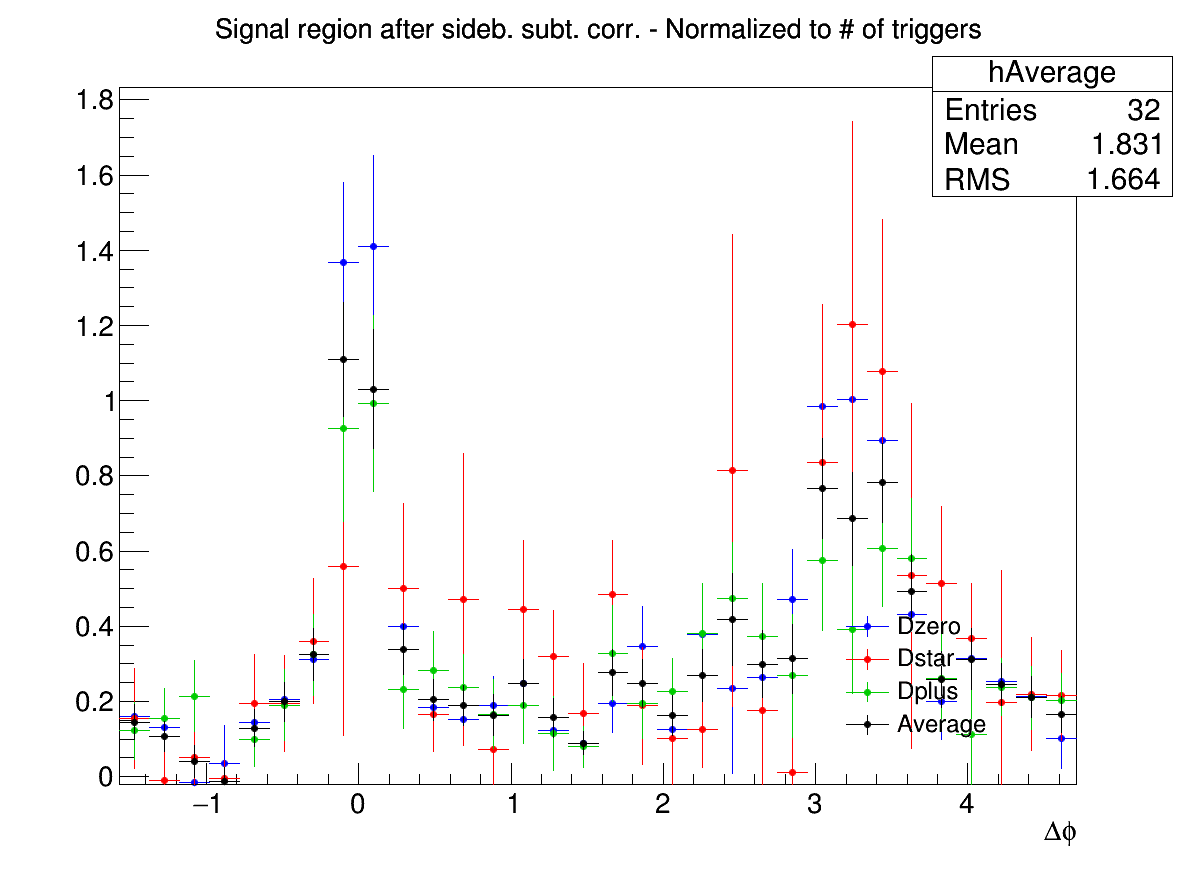 Signal region after sideb. subt. corr. - Normalized to # of triggers
hAverage
Entries 32
Mean 1.831
RMS 1.664
1.8
1.6
1.4
1.2
1
0.8
0.6
0.4
0.2
0
Dzero
Dstar
Dplus
Average
−1 0 1 2 3 4
Δϕ